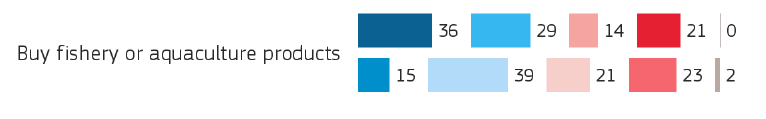 36 29 14 21 0
Buy fishery or aquaculture products
15 39 21 23 2